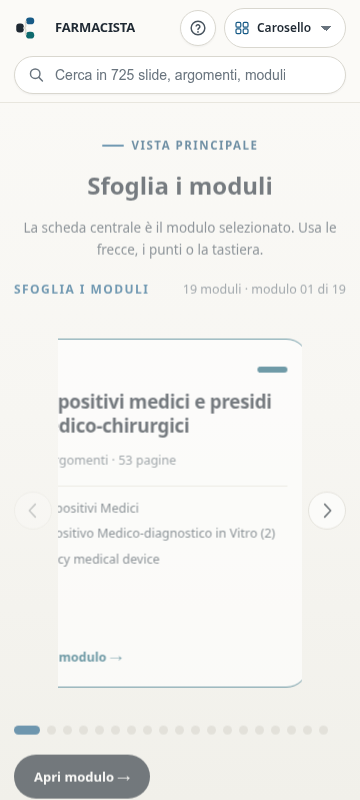 FARMACISTA
Carosello
Cerca in 725 slide, argomenti, moduli
VISTA PRINCIPALE
Sfoglia i moduli
La scheda centrale è il modulo selezionato. Usa le
frecce, i punti o la tastiera.
SFOGLIA I MODULI
19 moduli · modulo 01 di 19
positivi medici e presidi
dico-chirurgici
gomenti · 53 pagine
positivi Medici
ositivo Medico-diagnostico in Vitro (2)
cy medical device
modulo →
Apri modulo →